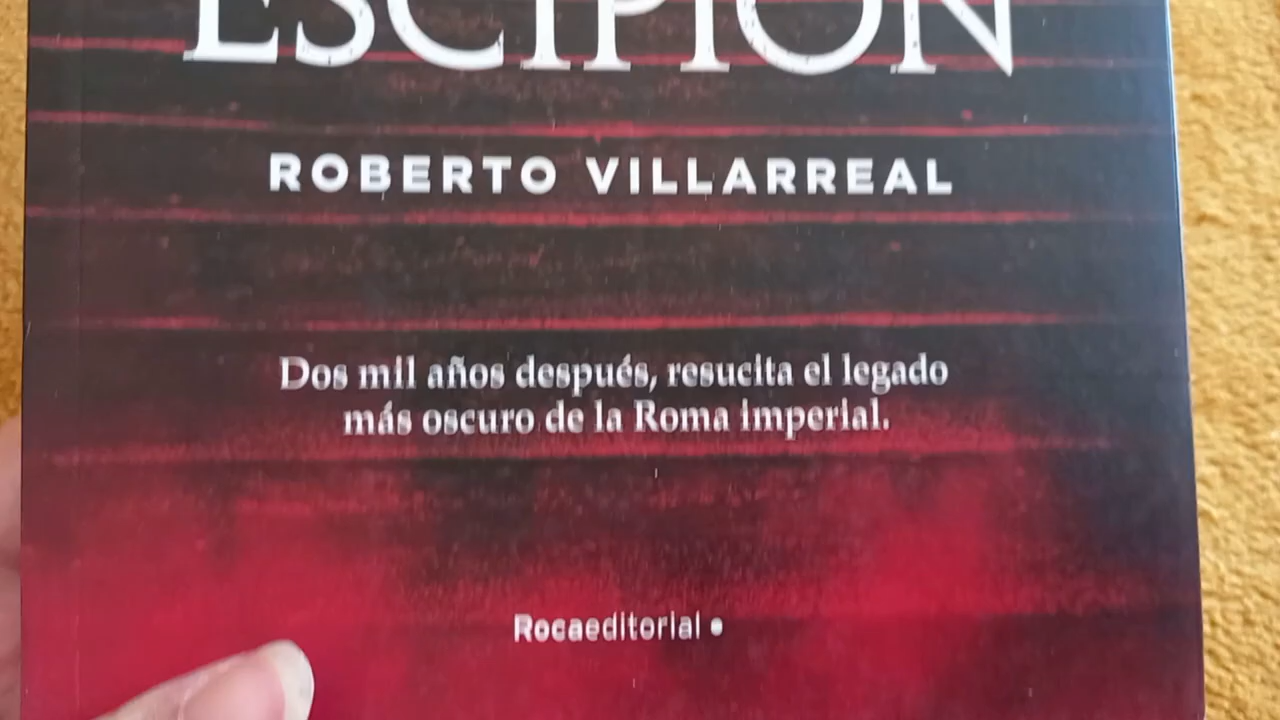 ESCIPIÓN
ROBERTO VILLARREAL
Dos mil años después, resucita el legado
más oscuro de la Roma imperial.
Rocaeditorial